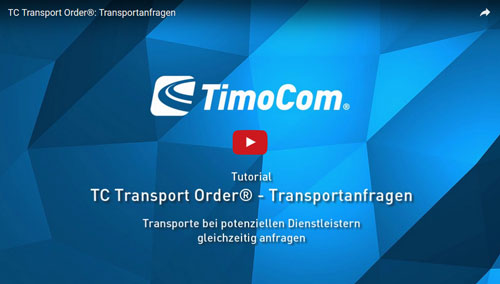 TC Transport Order®: Transportanfragen
TimoCom®
Tutorial
TC Transport Order® - Transportanfragen
Transporte bei potenziellen Dienstleistern
gleichzeitig anfragen